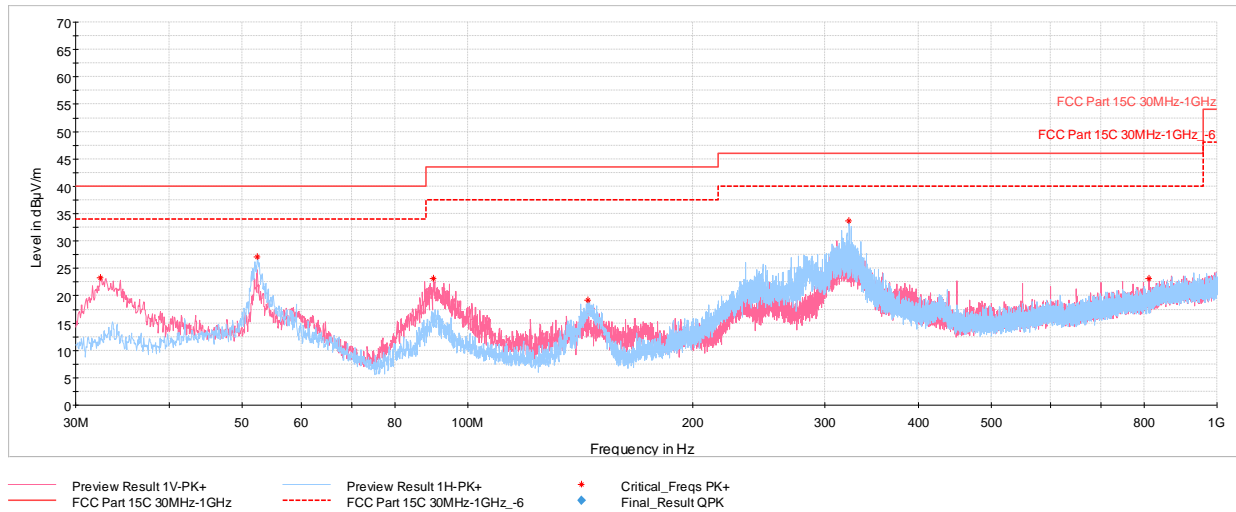 70
65
60
55
FCC Part 15C 30MHz-1GHz
50
FCC Part 15C 30MHz-1GHz_-6
45
40
35
30
25
20
15
10
5
0
Level in dBµV/m
30M 50 60 80 100M 200 300 400 500 800 1G
Frequency in Hz
Preview Result 1V-PK+ Preview Result 1H-PK+ Critical_Freqs PK+
FCC Part 15C 30MHz-1GHz FCC Part 15C 30MHz-1GHz_-6 Final_Result QPK